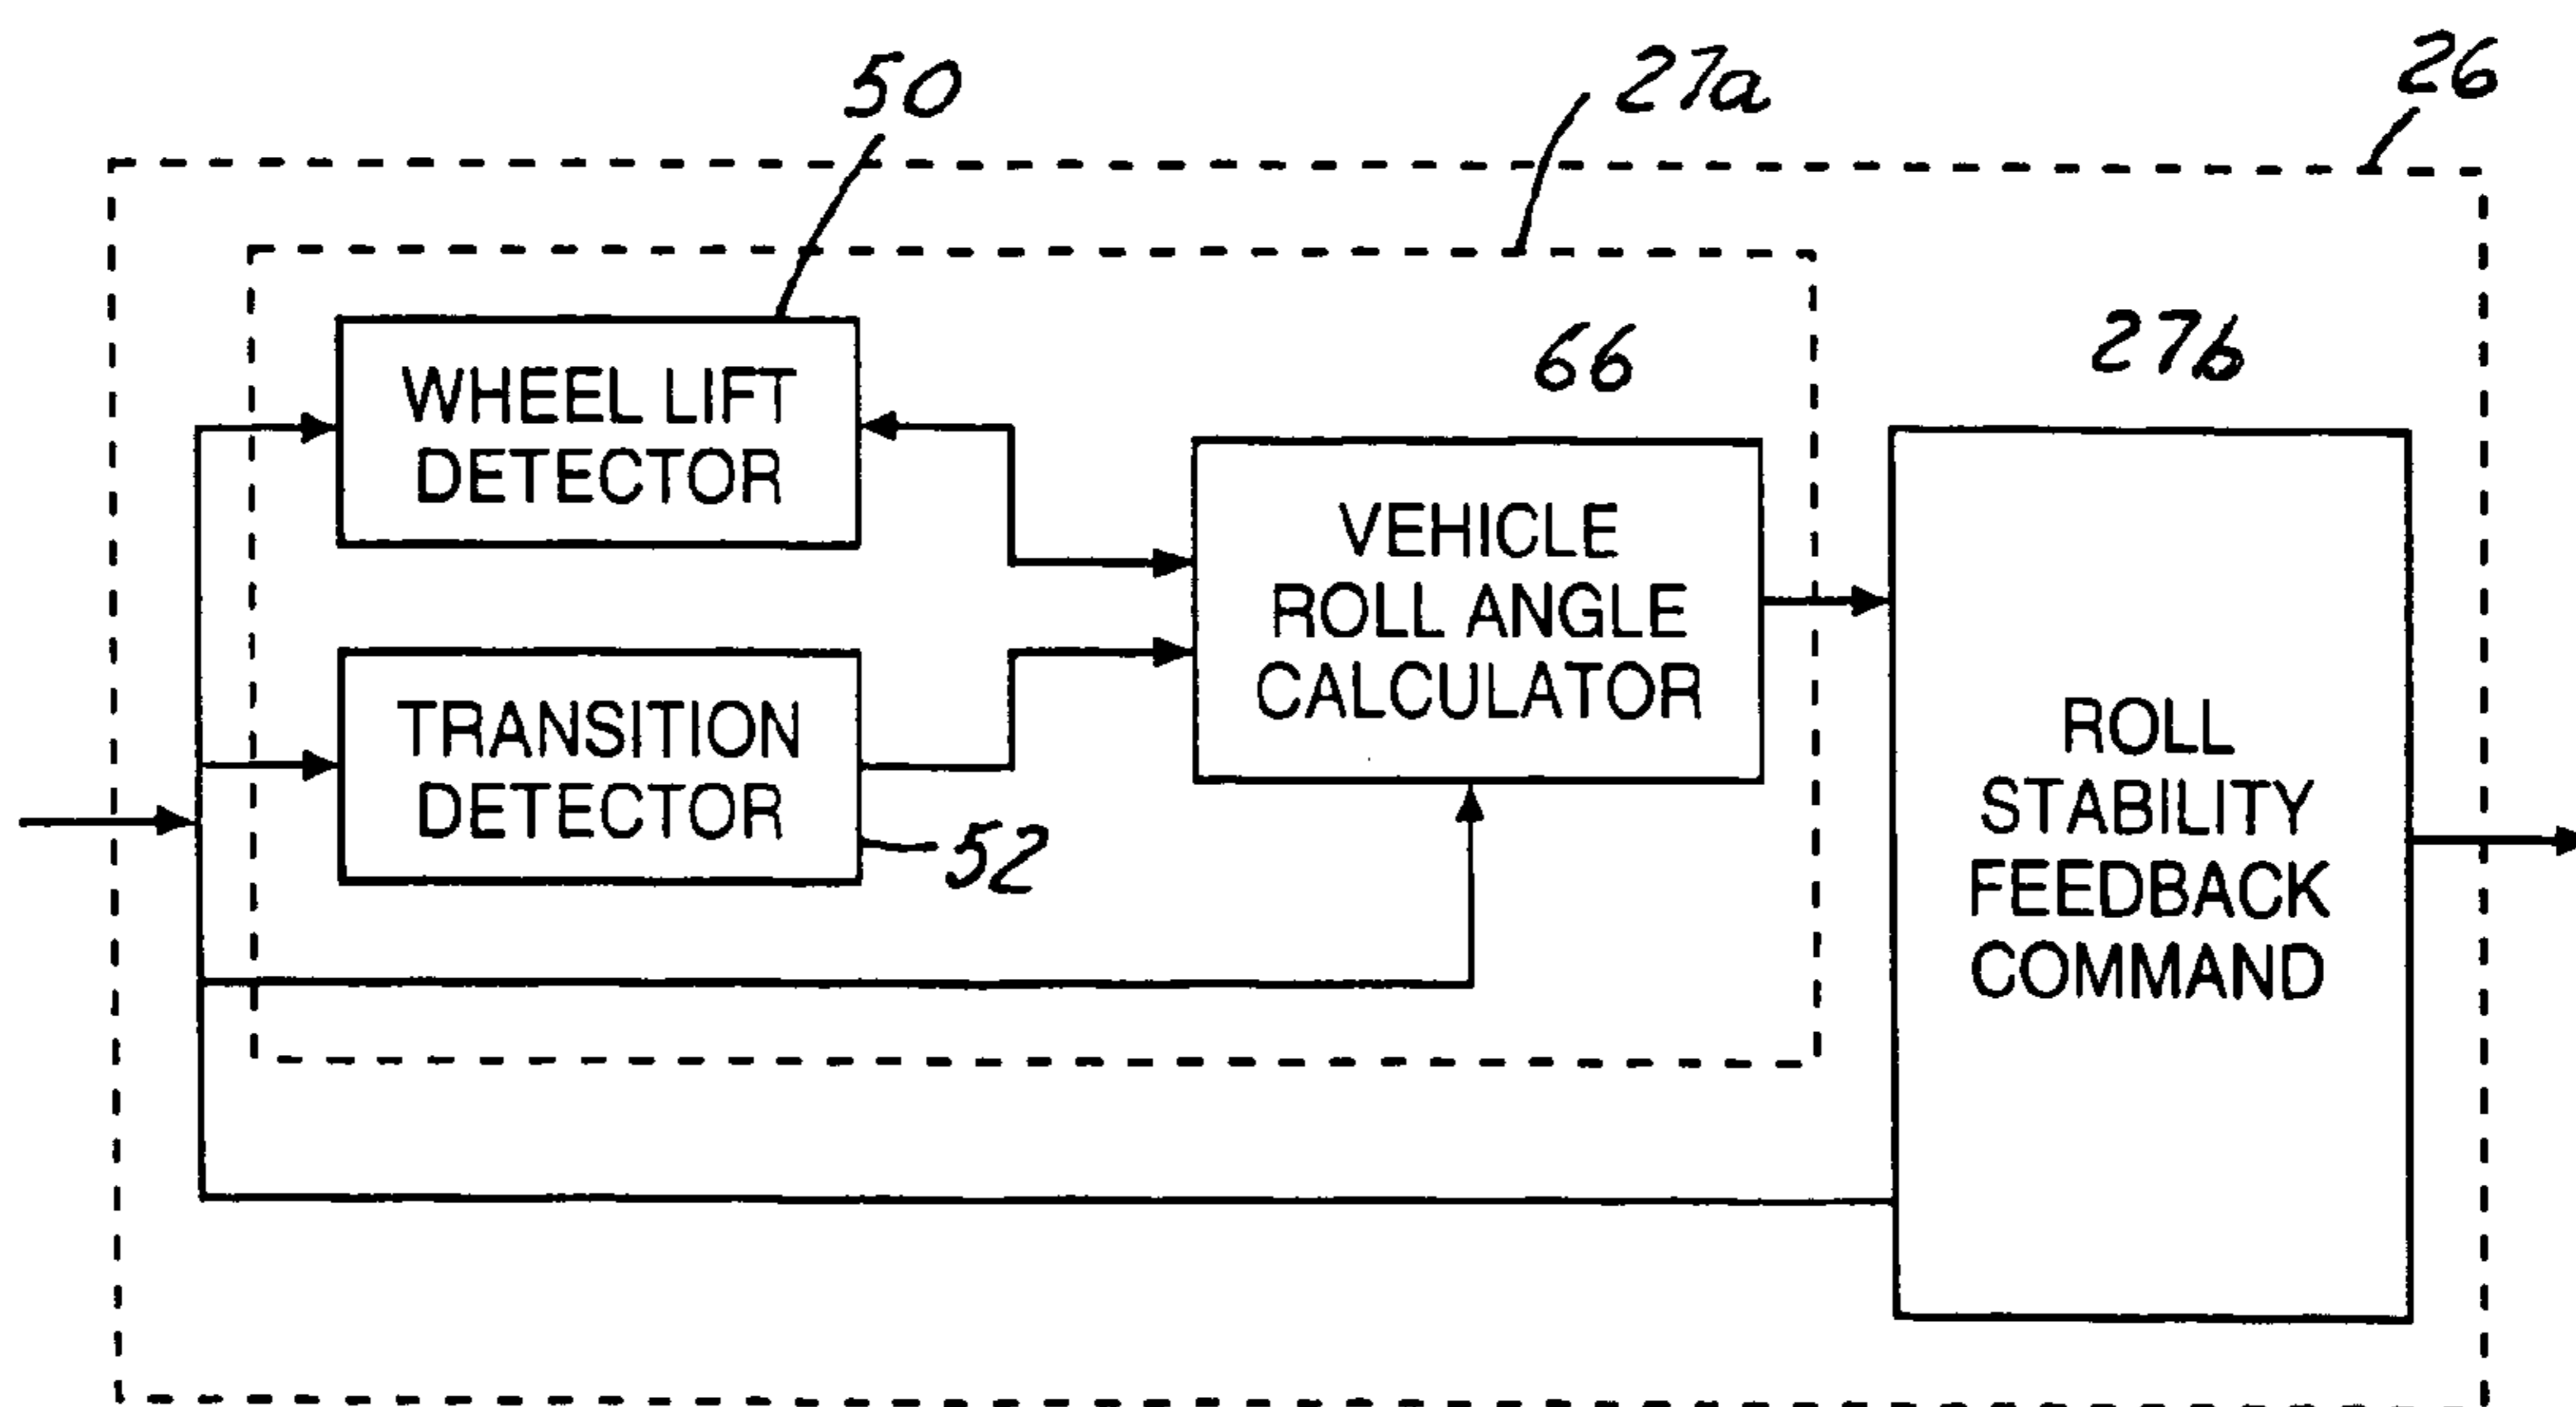 50
27a
26
WHEEL LIFT
DETECTOR
66
27b
VEHICLE
ROLL ANGLE
CALCULATOR
TRANSITION
DETECTOR
52
ROLL
STABILITY
FEEDBACK
COMMAND